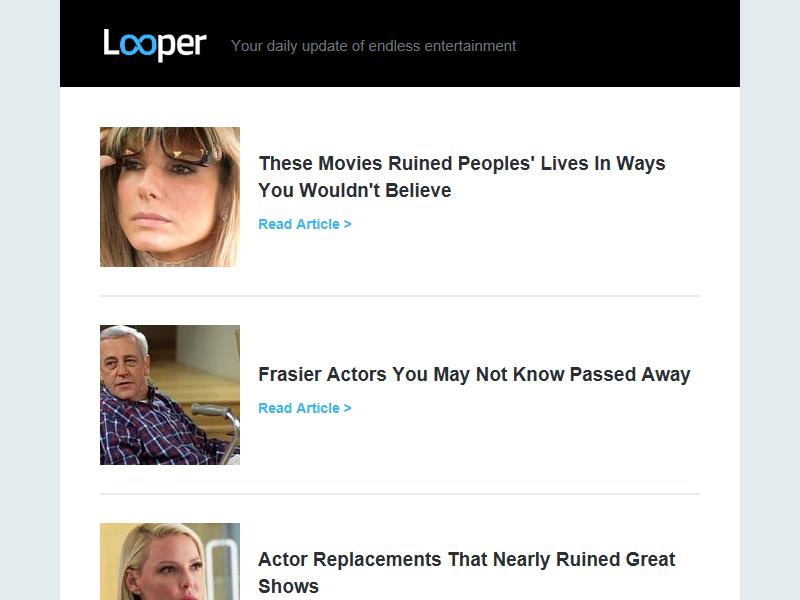 Looper
Your daily update of endless entertainment
These Movies Ruined Peoples' Lives In Ways
You Wouldn't Believe
Read Article >
Frasier Actors You May Not Know Passed Away
Read Article >
Actor Replacements That Nearly Ruined Great
Shows